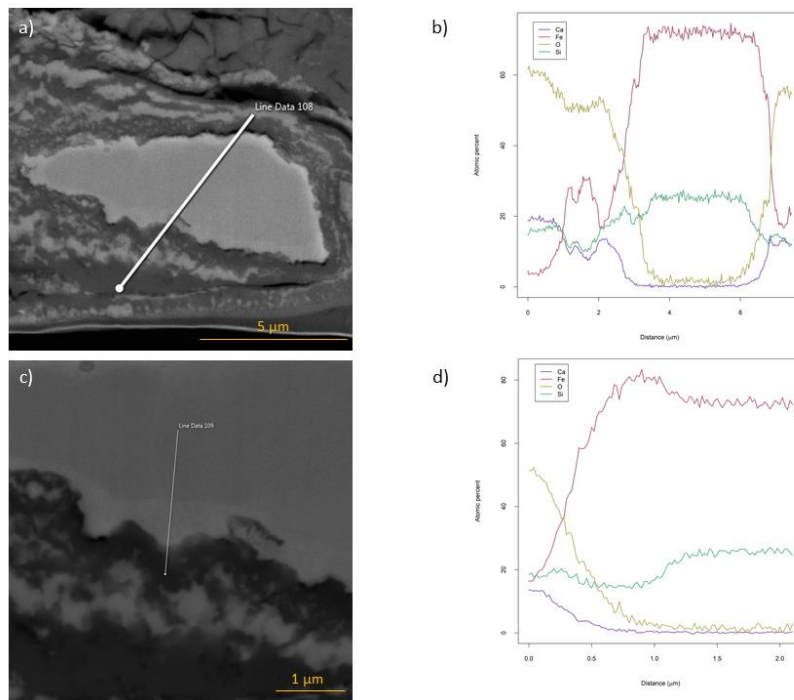 a)
Line Data 108
5 μm
b)
Ca
Fe
O
Si
Atomic percent
0
20
40
60
0
2
4
6
Distance (μm)
c)
Line Data 109
1 μm
d)
Ca
Fe
O
Si
Atomic percent
0
20
40
60
80
0.0
0.5
1.0
1.5
2.0
Distance (μm)